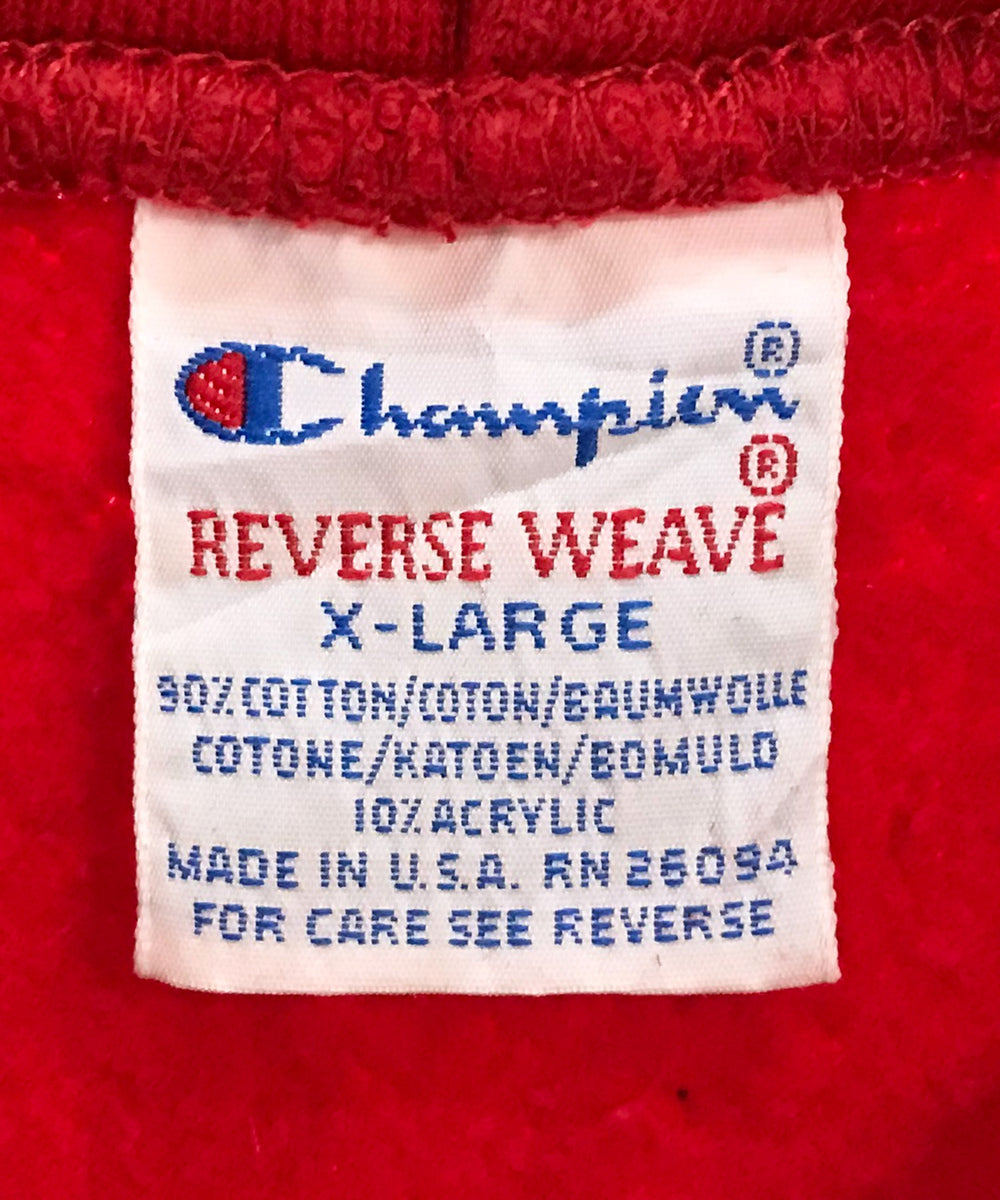 Champion®
®
REVERSE WEAVE
X-LARGE
90% COTTON/COTON/BAUMWOLLE
COTONE/KATOEN/BOMULD
10% ACRYLIC
MADE IN U.S.A. RN 26094
FOR CARE SEE REVERSE